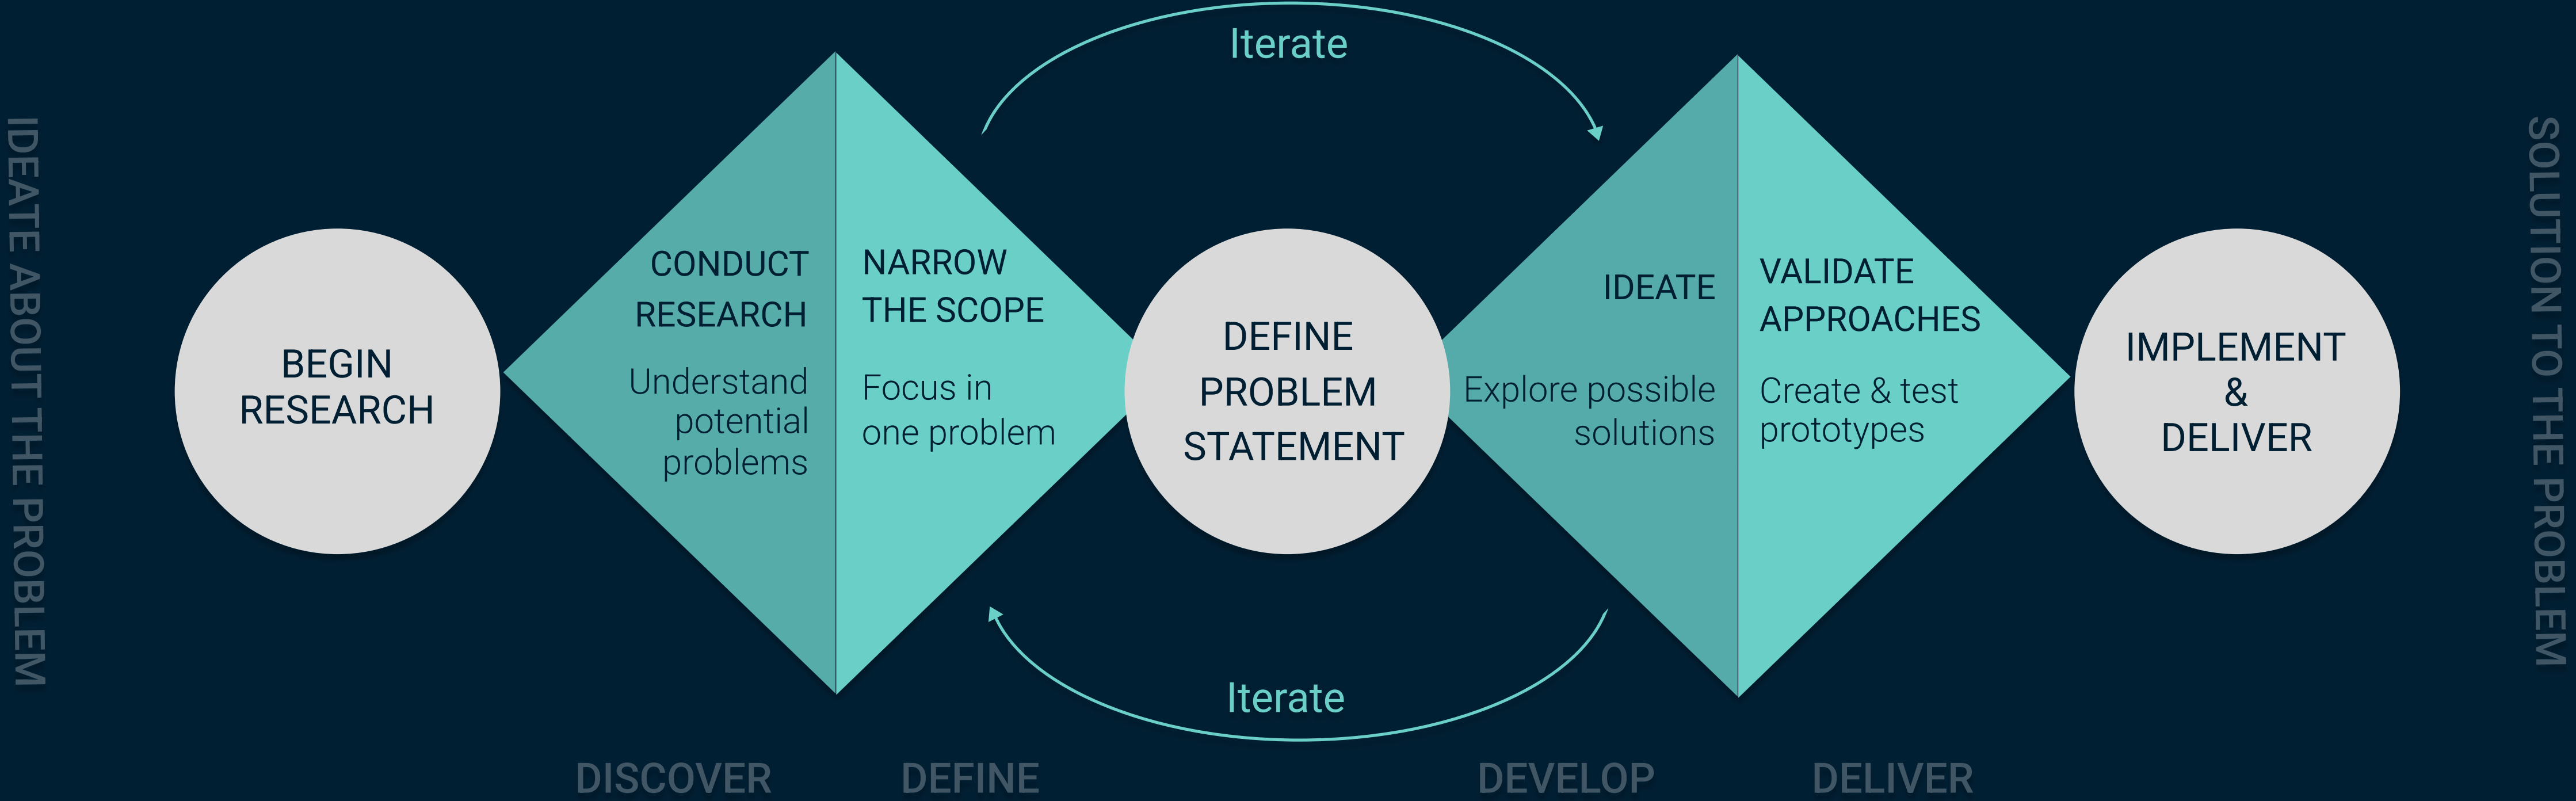 Iterate
IDEATE ABOUT THE PROBLEM
BEGIN
RESEARCH
CONDUCT
RESEARCH
Understand
potential
problems
NARROW
THE SCOPE
Focus in
one problem
DEFINE
PROBLEM
STATEMENT
IDEATE
Explore possible
solutions
VALIDATE
APPROACHES
Create & test
prototypes
IMPLEMENT
&
DELIVER
SOLUTION TO THE PROBLEM
Iterate
DISCOVER
DEFINE
DEVELOP
DELIVER